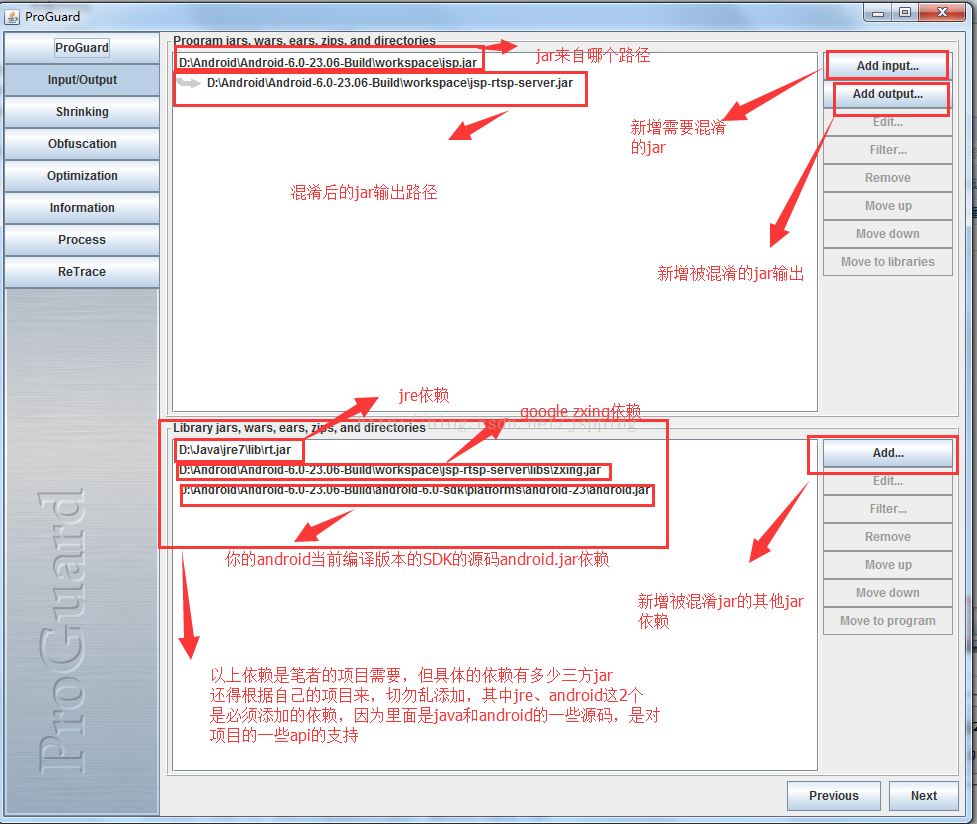 ProGuard
ProGuard
Input/Output
Shrinking
Obfuscation
Optimization
Information
Process
ReTrace
ProGuard
Program jars, wars, ears, zips, and directories
D:\Android\Android-6.0-23.06-Build\workspace\jsp.jar
D:\Android\Android-6.0-23.06-Build\workspace\jsp-rtsp-server.jar
jar来自哪个路径
混淆后的jar输出路径
新增需要混淆
的jar
新增被混淆的jar输出
Add input...
Add output...
Edit...
Filter...
Remove
Move up
Move down
Move to libraries
jre依赖
google zxing依赖
Library jars, wars, ears, zips, and directories
D:\Java\jre7\lib\rt.jar
D:\Android\Android-6.0-23.06-Build\workspace\jsp-rtsp-server\libs\zxing.jar
D:\Android\Android-6.0-23.06-Build\android-6.0-sdk\platforms\android-23\android.jar
你的android当前编译版本的SDK的源码android.jar依赖
新增被混淆jar的其他jar
依赖
以上依赖是笔者的项目需要，但具体的依赖有多少三方jar
还得根据自己的项目来，切勿乱添加，其中jre、android这2个
是必须添加的依赖，因为里面是java和android的一些源码，是对
项目的一些api的支持
Add...
Edit...
Filter...
Remove
Move up
Move down
Move to program
Previous
Next